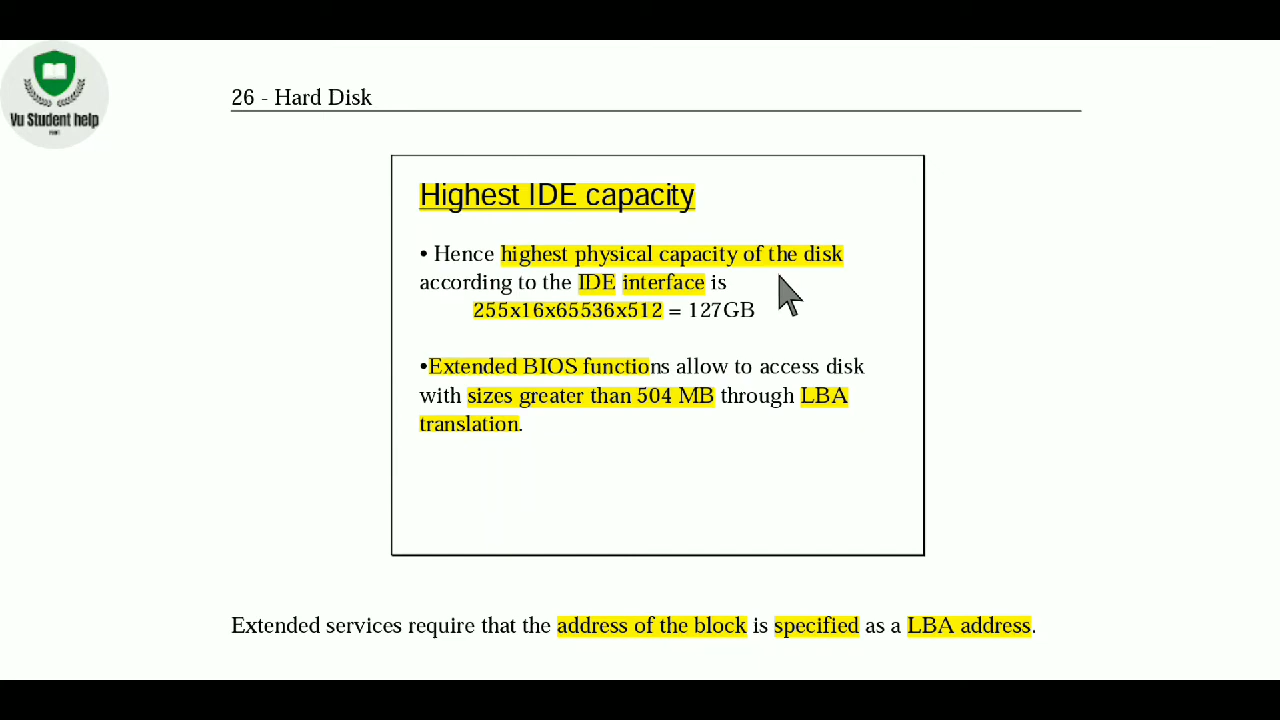 Vu Student help
26 - Hard Disk
Highest IDE capacity
• Hence highest physical capacity of the disk
according to the IDE interface is
255x16x65536x512 = 127GB
•Extended BIOS functions allow to access disk
with sizes greater than 504 MB through LBA
translation.
Extended services require that the address of the block is specified as a LBA address.